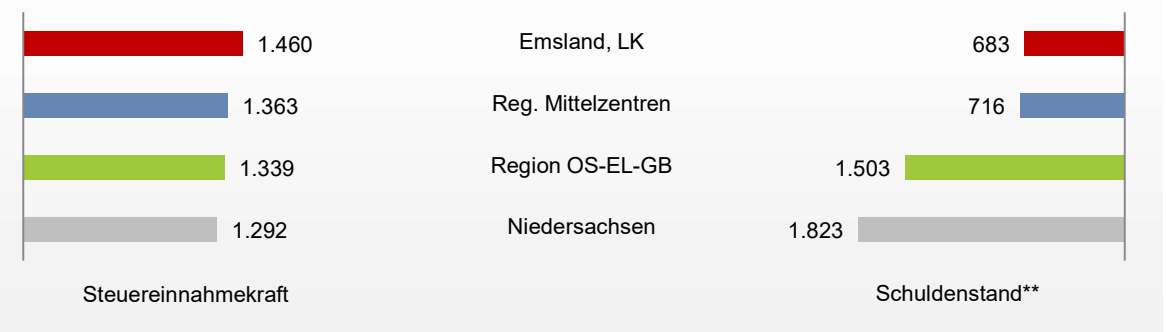 1.460 Emsland, LK 683
1.363 Reg. Mittelzentren 716
1.339 Region OS-EL-GB 1.503
1.292 Niedersachsen 1.823
Steuereinnahmekraft Schuldenstand**